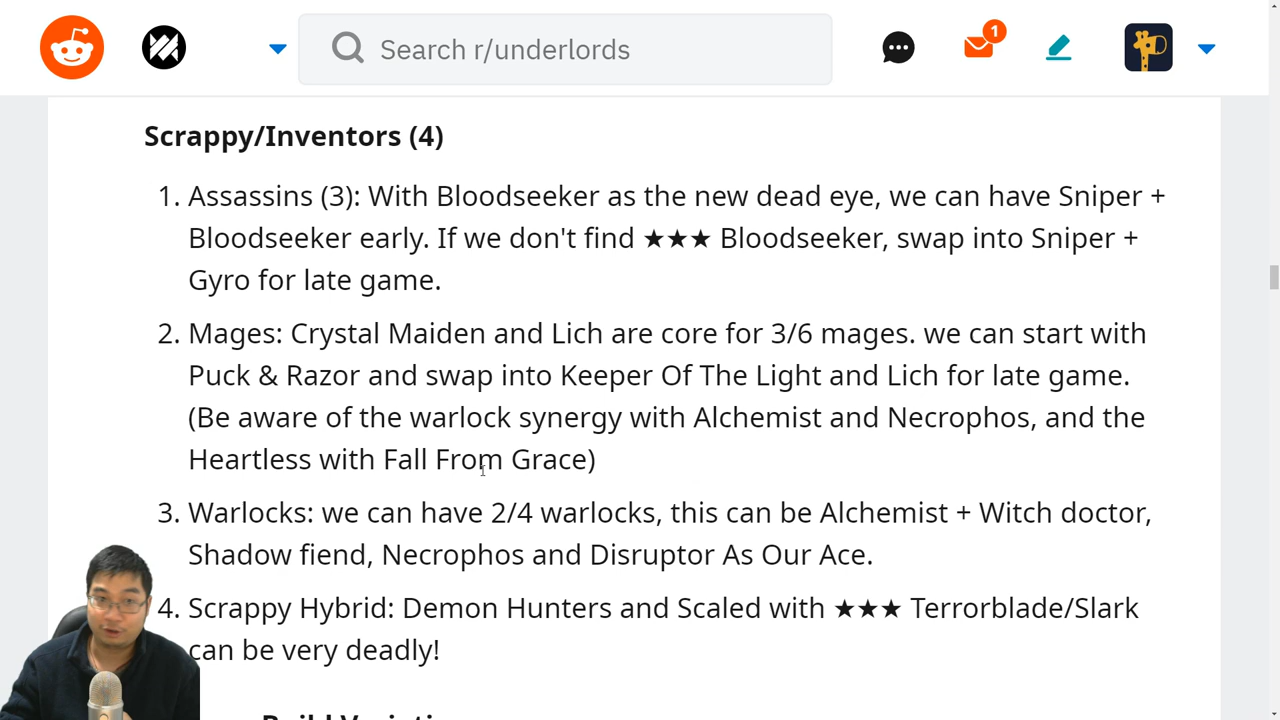 Search r/underlords
1
Scrappy/Inventors (4)
1. Assassins (3): With Bloodseeker as the new dead eye, we can have Sniper +
Bloodseeker early. If we don't find ★★★ Bloodseeker, swap into Sniper +
Gyro for late game.
2. Mages: Crystal Maiden and Lich are core for 3/6 mages. we can start with
Puck & Razor and swap into Keeper Of The Light and Lich for late game.
(Be aware of the warlock synergy with Alchemist and Necrophos, and the
Heartless with Fall From Grace)
3. Warlocks: we can have 2/4 warlocks, this can be Alchemist + Witch doctor,
Shadow fiend, Necrophos and Disruptor As Our Ace.
4. Scrappy Hybrid: Demon Hunters and Scaled with ★★★ Terrorblade/Slark
can be very deadly!